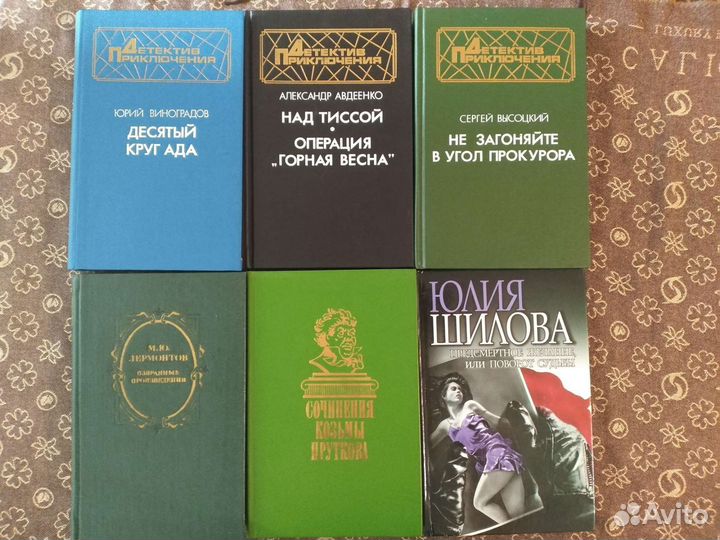 ДЕТЕКТИВ
ПРИКЛЮЧЕНИЯ
ЮРИЙ ВИНОГРАДОВ
ДЕСЯТЫЙ
КРУГ АДА
ДЕТЕКТИВ
ПРИКЛЮЧЕНИЯ
АЛЕКСАНДР АВДЕЕНКО
НАД ТИССОЙ
•
ОПЕРАЦИЯ
„ГОРНАЯ ВЕСНА"
ДЕТЕКТИВ
ПРИКЛЮЧЕНИЯ
СЕРГЕЙ ВЫСОЦКИЙ
НЕ ЗАГОНЯЙТЕ
В УГОЛ ПРОКУРОРА
LUXURY
CALI
М.Ю.
ЛЕРМОНТОВ
ИЗБРАННЫЕ
ПРОИЗВЕДЕНИЯ
СОЧИНЕНИЯ
КОЗЬМЫ
ПРУТКОВА
ЮЛИЯ
ШИЛОВА
ПРЕДСМЕРТНОЕ ЖЕЛАНИЕ,
ИЛИ ПОВОРОТ СУДЬБЫ
Avito